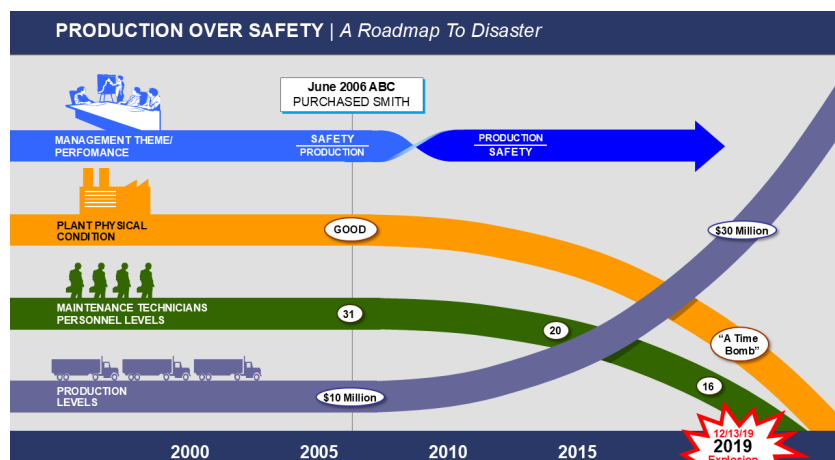 PRODUCTION OVER SAFETY | A Roadmap To Disaster
June 2006 ABC
PURCHASED SMITH
MANAGEMENT THEME/
PERFOMANCE
SAFETY
PRODUCTION
PRODUCTION
SAFETY
PLANT PHYSICAL
CONDITION
GOOD
$30 Million
MAINTENANCE TECHNICIANS
PERSONNEL LEVELS
31
20
"A Time
Bomb"
16
PRODUCTION
LEVELS
$10 Million
12/13/19
2000
2005
2010
2015
2019
Explosion